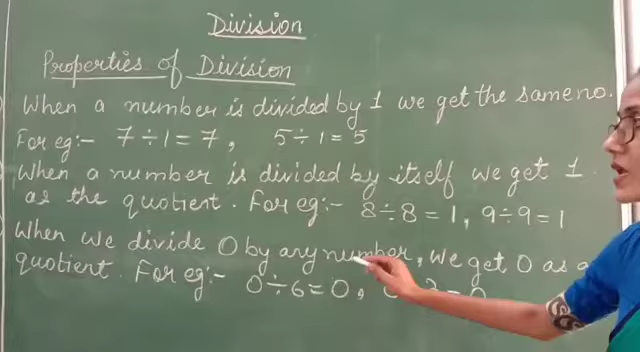 Division
Properties of Division
When a number is divided by 1 we get the same no.
For eg:- 7÷1=7, 5÷1=5
When a number is divided by itself we get 1
as the quotient. For eg:- 8÷8=1, 9÷9=1
When we divide 0 by any number, we get 0 as a
quotient. For eg:- 0÷6=0,